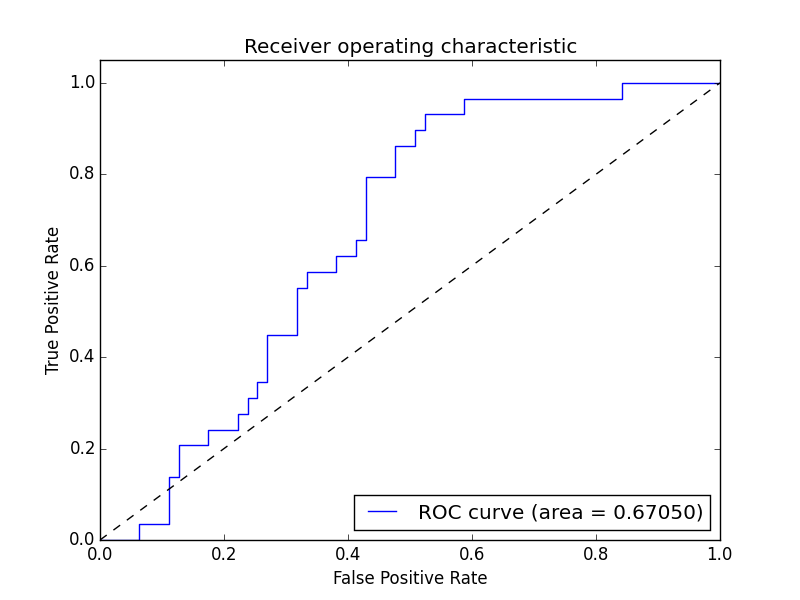 Receiver operating characteristic
1.0
0.8
0.6
0.4
0.2
0.0
True Positive Rate
ROC curve (area = 0.67050)
0.0 0.2 0.4 0.6 0.8 1.0
False Positive Rate